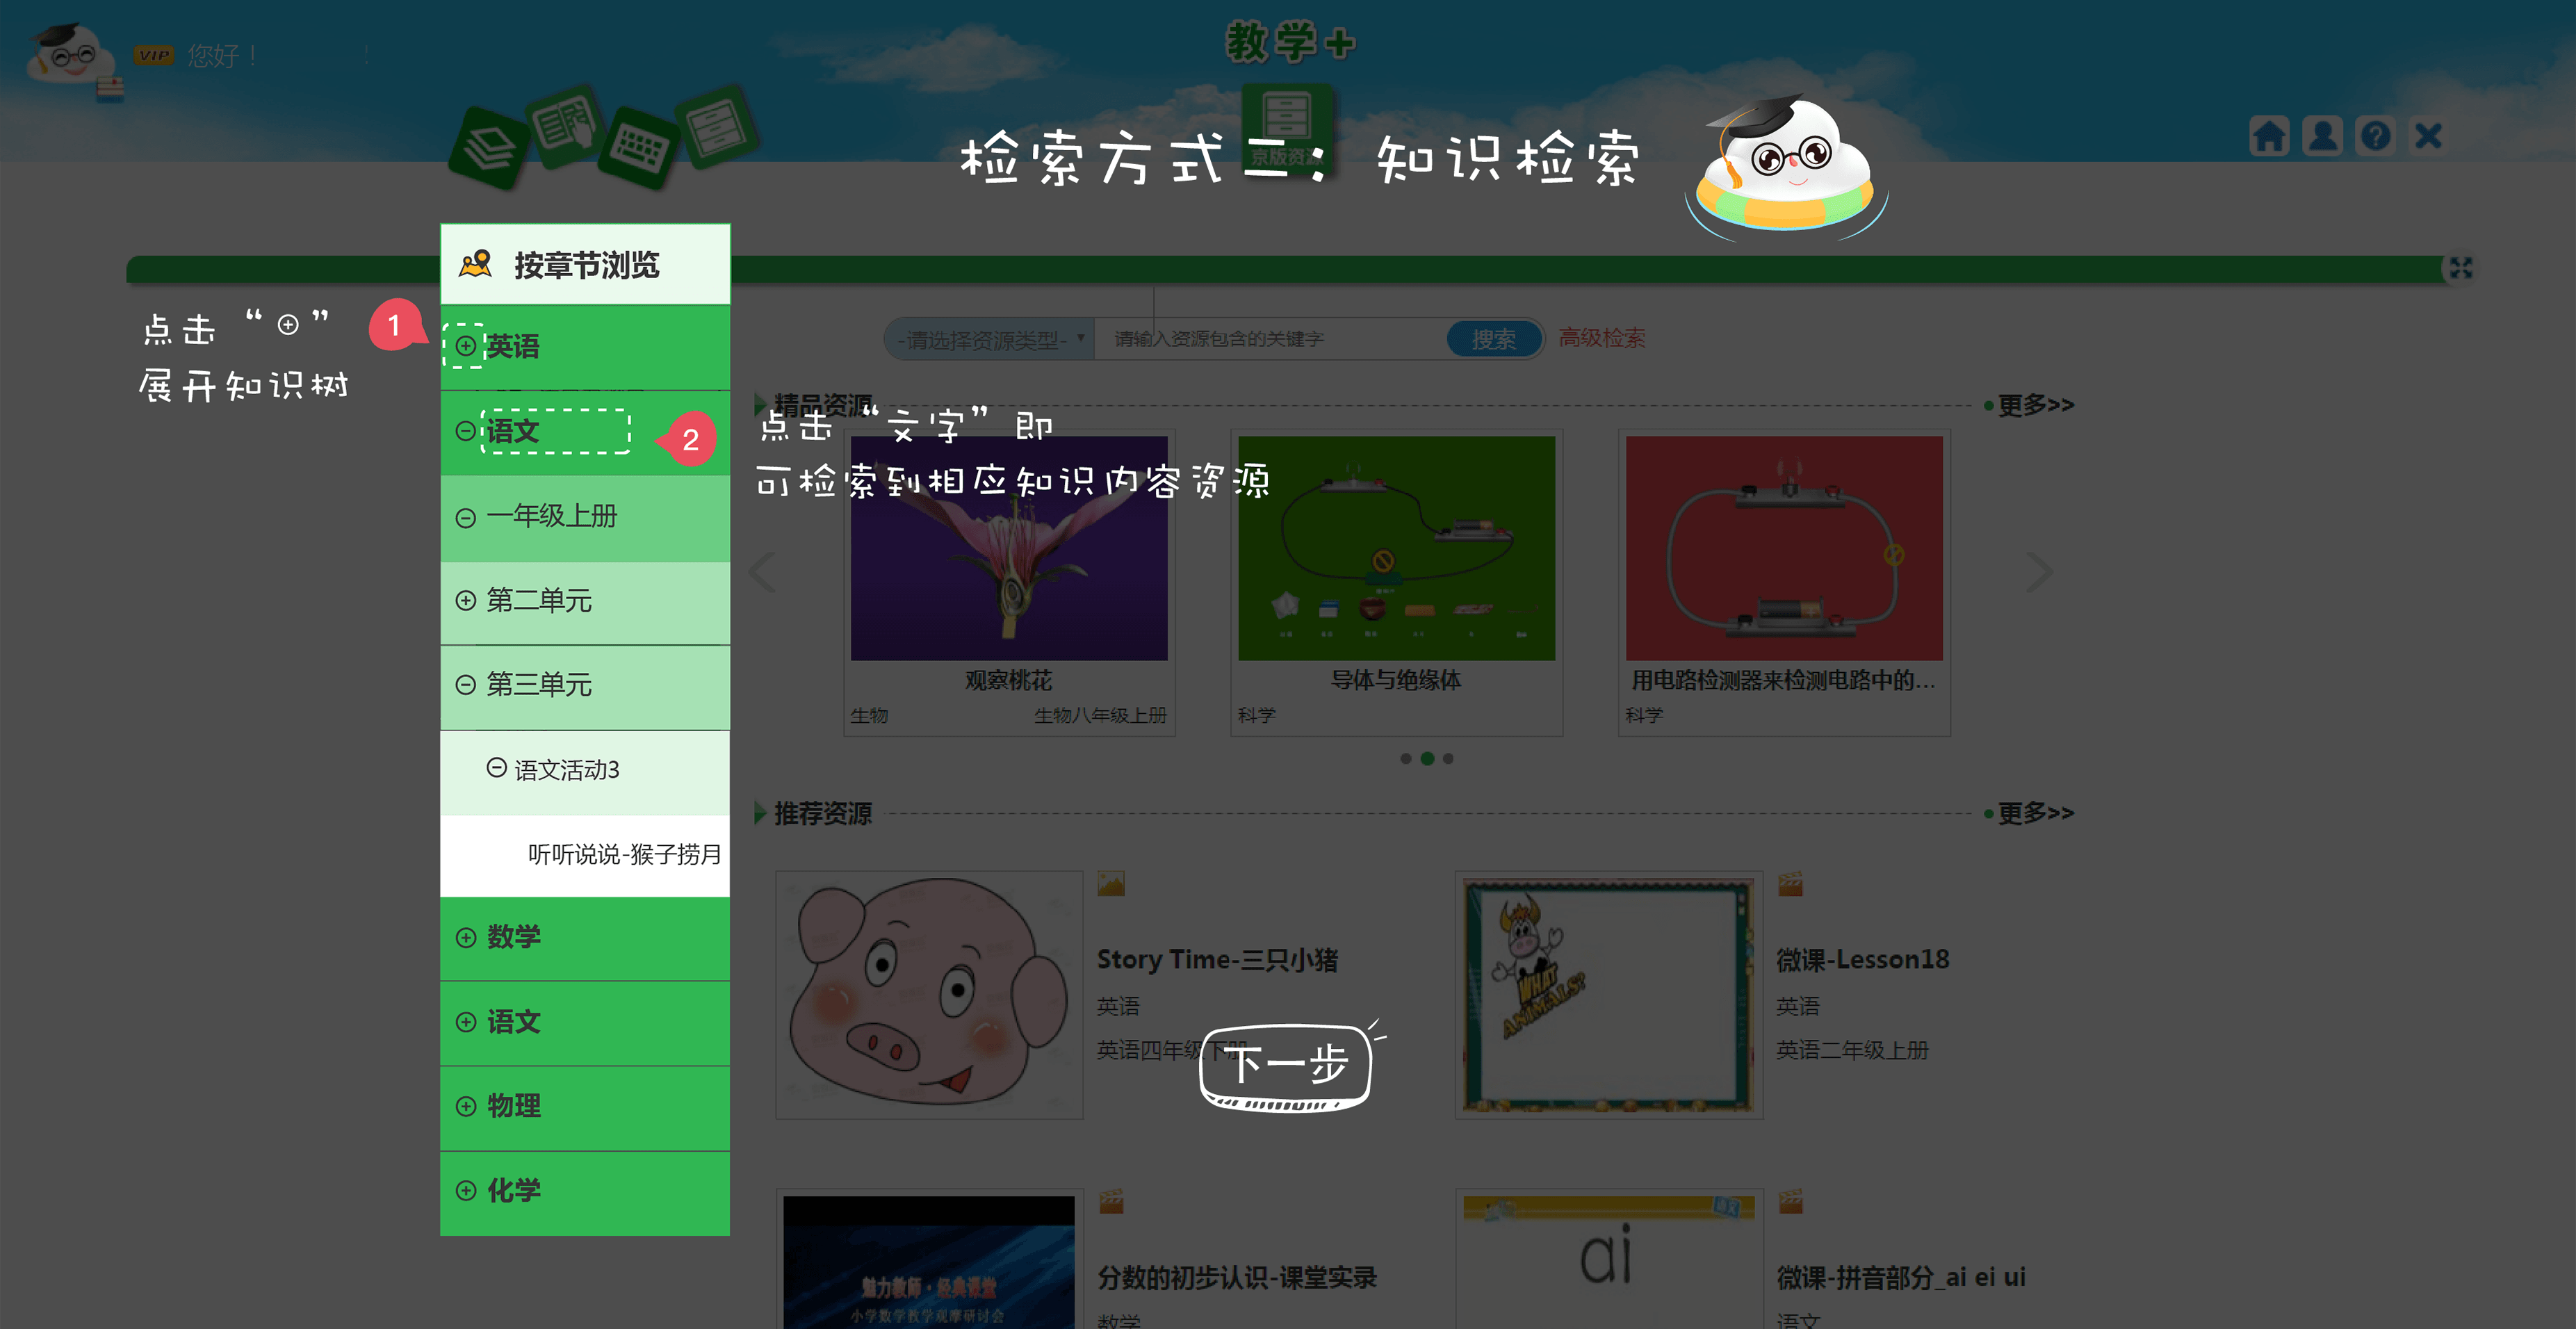 VIP 您好！ ！
教学+
京版资源
检索方式二：知识检索
按章节浏览
点击“⊕”
展开知识树
1
英语
语文
2
点击“文字”即
可检索到相应知识内容资源
一年级上册
第二单元
第三单元
语文活动3
听听说说-猴子捞月
数学
语文
物理
化学
-请选择资源类型-
请输入资源包含的关键字
搜索
高级检索
精品资源
更多>>
观察桃花
生物 生物八年级上册
导体与绝缘体
科学
用电路检测器来检测电路中的...
科学
推荐资源
更多>>
Story Time-三只小猪
英语
英语四年级下册
WHAT
ANIMALS?
微课-Lesson18
英语
英语二年级上册
下一步
魅力教师·经典课堂
小学数学教学观摩研讨会
分数的初步认识-课堂实录
数学
ai
微课-拼音部分_ai ei ui
语文